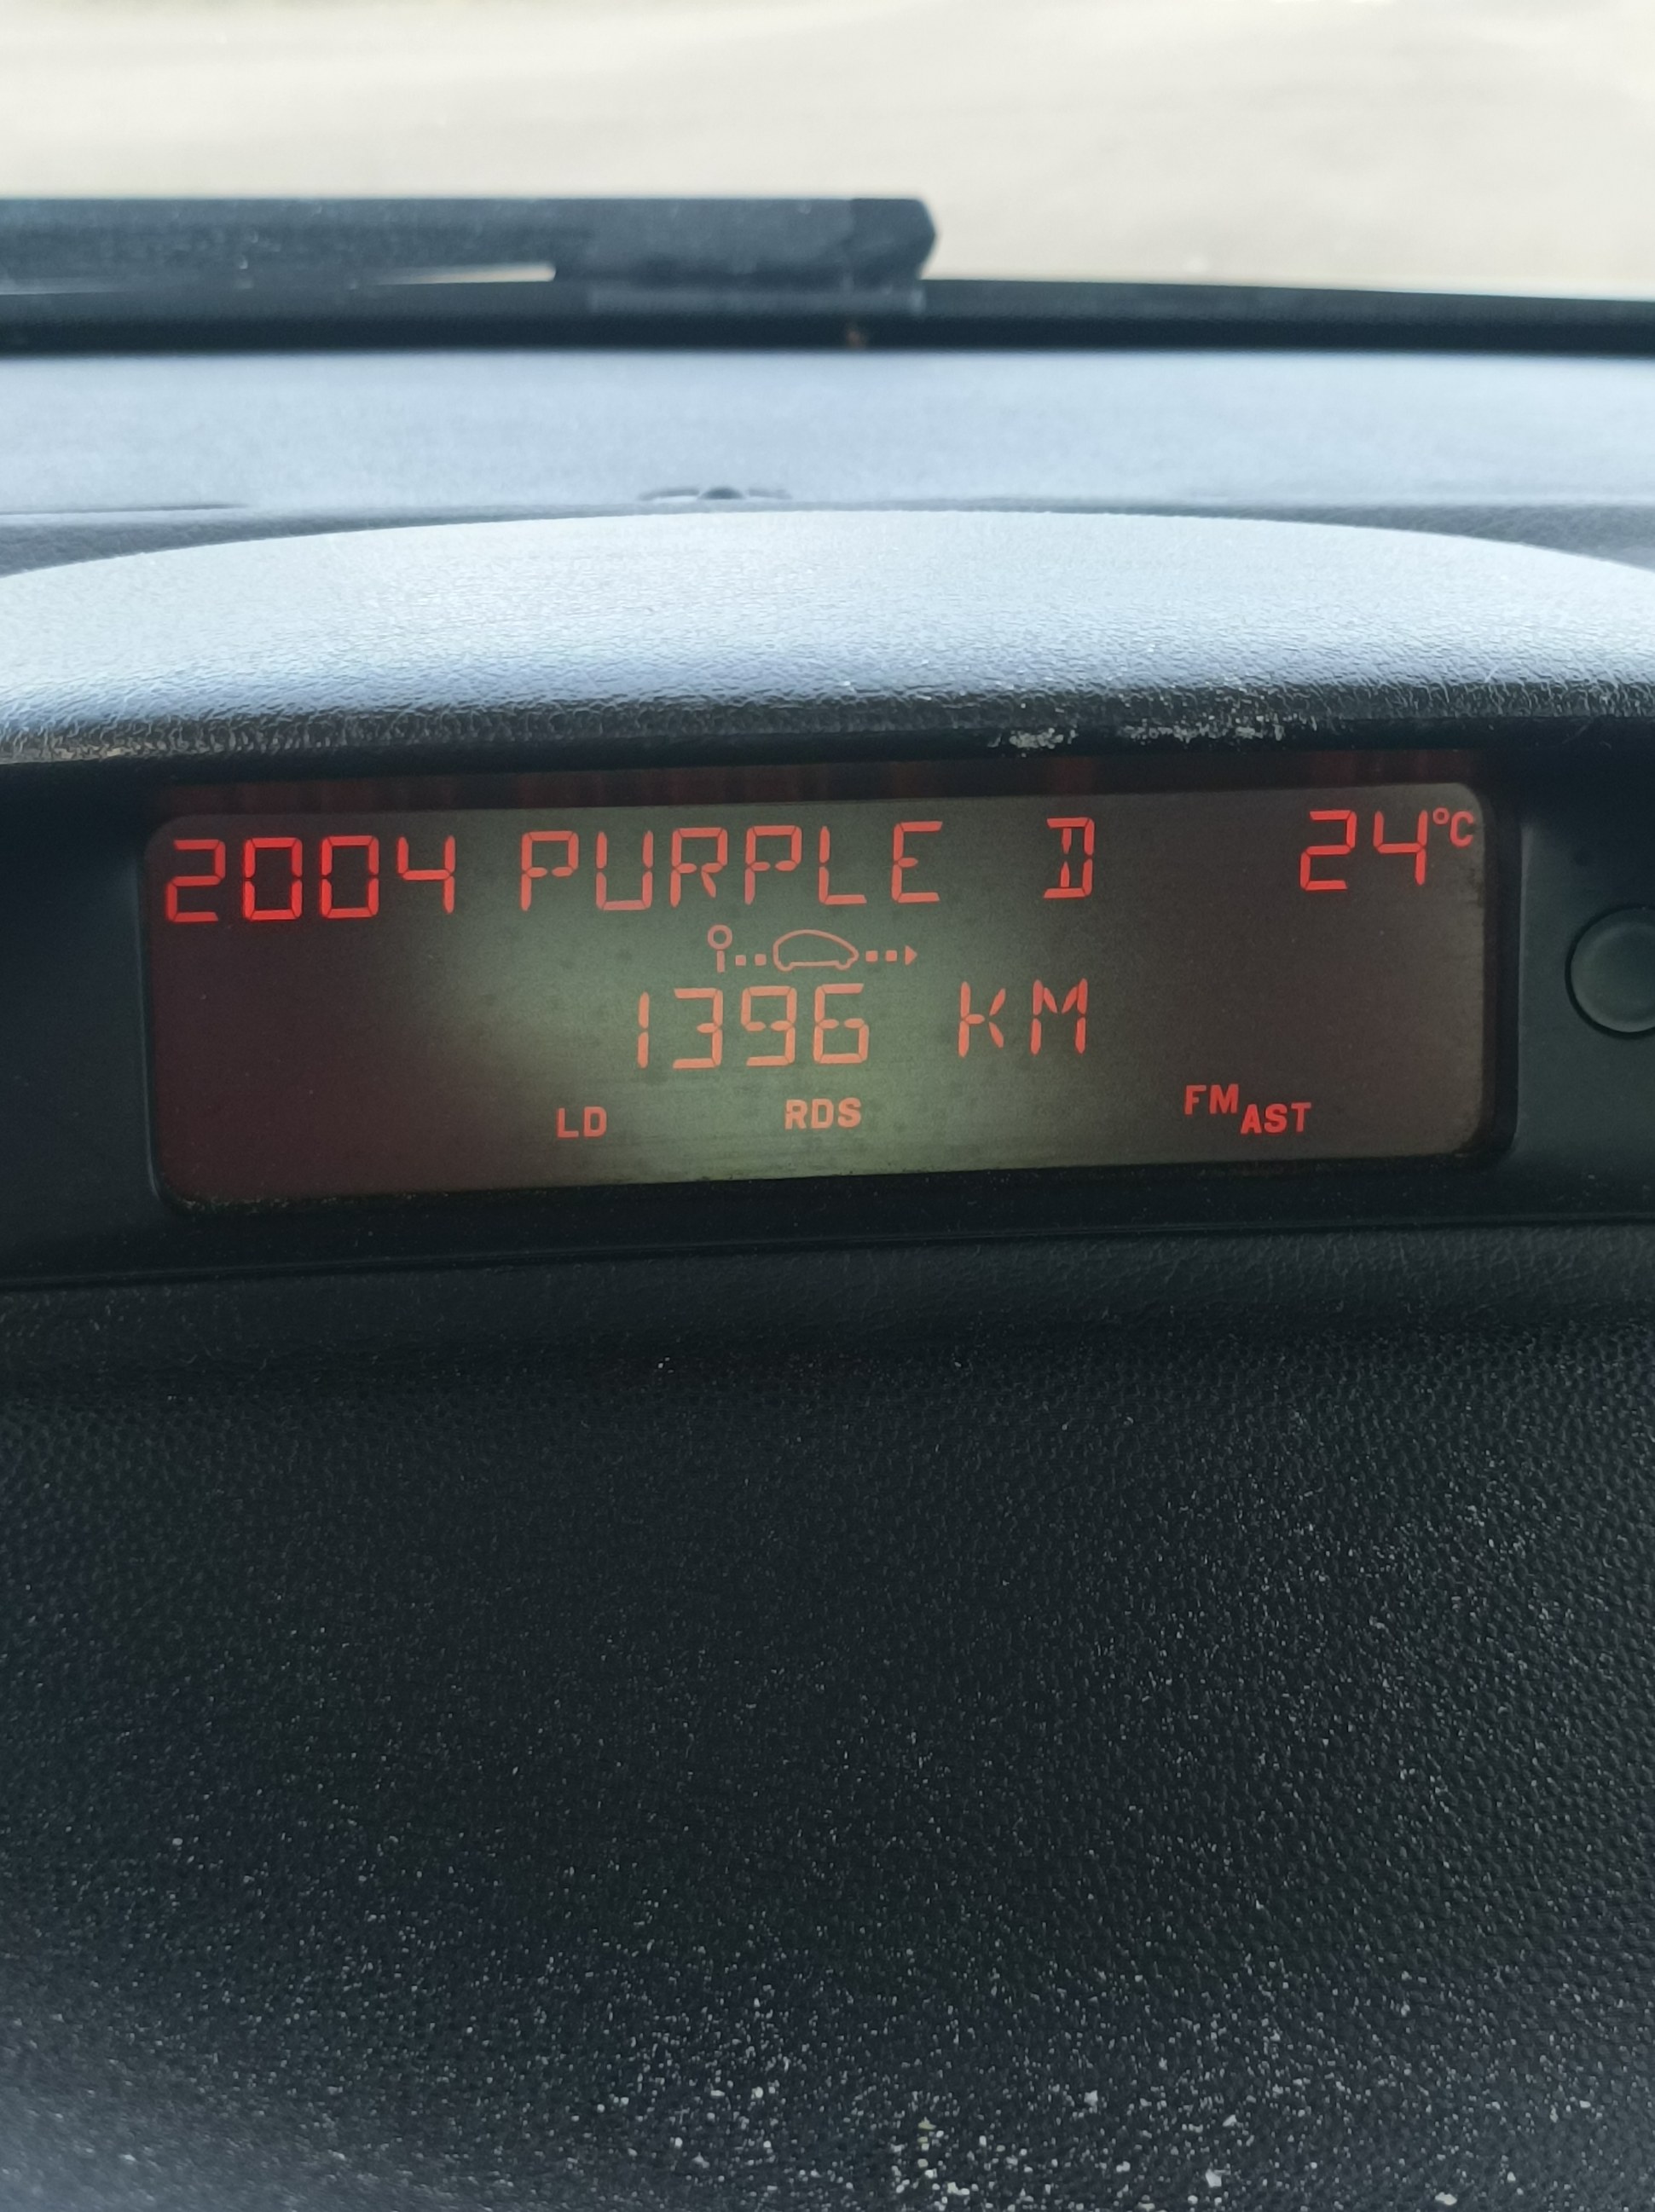 2004 PURPLE D 24°C
1396 KM
LD RDS FM AST